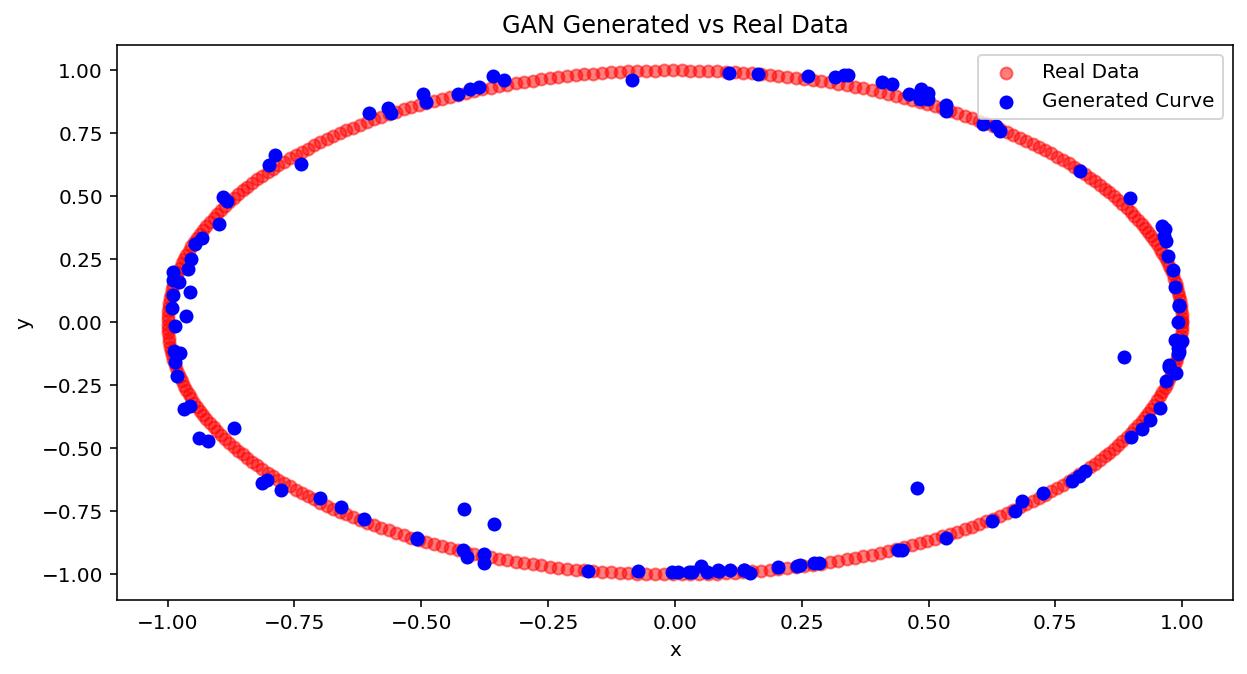 GAN Generated vs Real Data
Real Data
Generated Curve
1.00
0.75
0.50
0.25
0.00
−0.25
−0.50
−0.75
−1.00
y
−1.00 −0.75 −0.50 −0.25 0.00 0.25 0.50 0.75 1.00
x